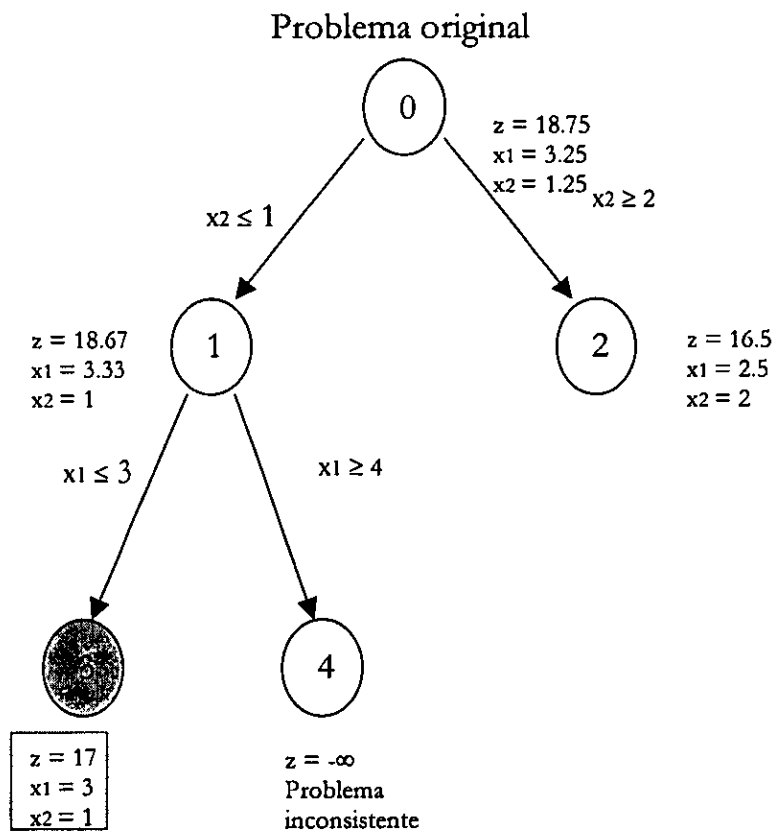 Problema original
0
z = 18.75
x1 = 3.25
x2 = 1.25
x2 ≥ 2
x2 ≤ 1
z = 18.67
x1 = 3.33
x2 = 1
1
2
z = 16.5
x1 = 2.5
x2 = 2
x1 ≤ 3
x1 ≥ 4
4
z = 17
x1 = 3
x2 = 1
z = -∞
Problema
inconsistente